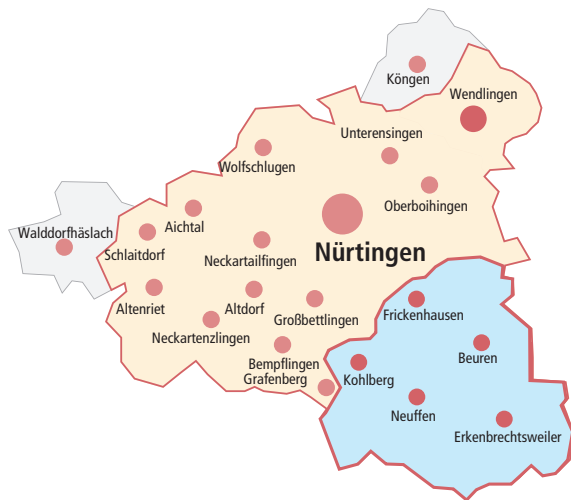 Köngen
Wendlingen
Unterensingen
Wolfschlugen
Oberboihingen
Aichtal
Walddorfhäslach
Schlaitdorf
Neckartailfingen
Nürtingen
Altenriet
Altdorf
Großbettlingen
Frickenhausen
Neckartenzlingen
Beuren
Bempflingen
Grafenberg
Kohlberg
Neuffen
Erkenbrechtsweiler